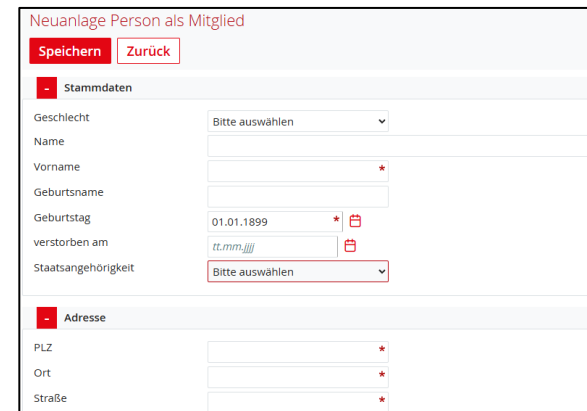 Neuanlage Person als Mitglied
Speichern Zurück
- Stammdaten
Geschlecht Bitte auswählen
Name
Vorname *
Geburtsname
Geburtstag 01.01.1899 *
verstorben am tt.mm.jjjj
Staatsangehörigkeit Bitte auswählen
- Adresse
PLZ *
Ort *
Straße *